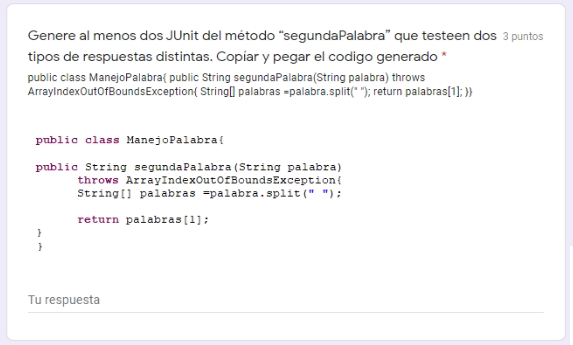 Genere al menos dos JUnit del método “segundaPalabra” que testeen dos 3 puntos
tipos de respuestas distintas. Copiar y pegar el codigo generado *
public class ManejoPalabra{ public String segundaPalabra(String palabra) throws
ArrayIndexOutOfBoundsException{ String[] palabras =palabra.split(" "); return palabras[1]; }}
public class ManejoPalabra{
public String segundaPalabra(String palabra)
throws ArrayIndexOutOfBoundsException{
String[] palabras =palabra.split(" ");
return palabras[1];
}
}
Tu respuesta